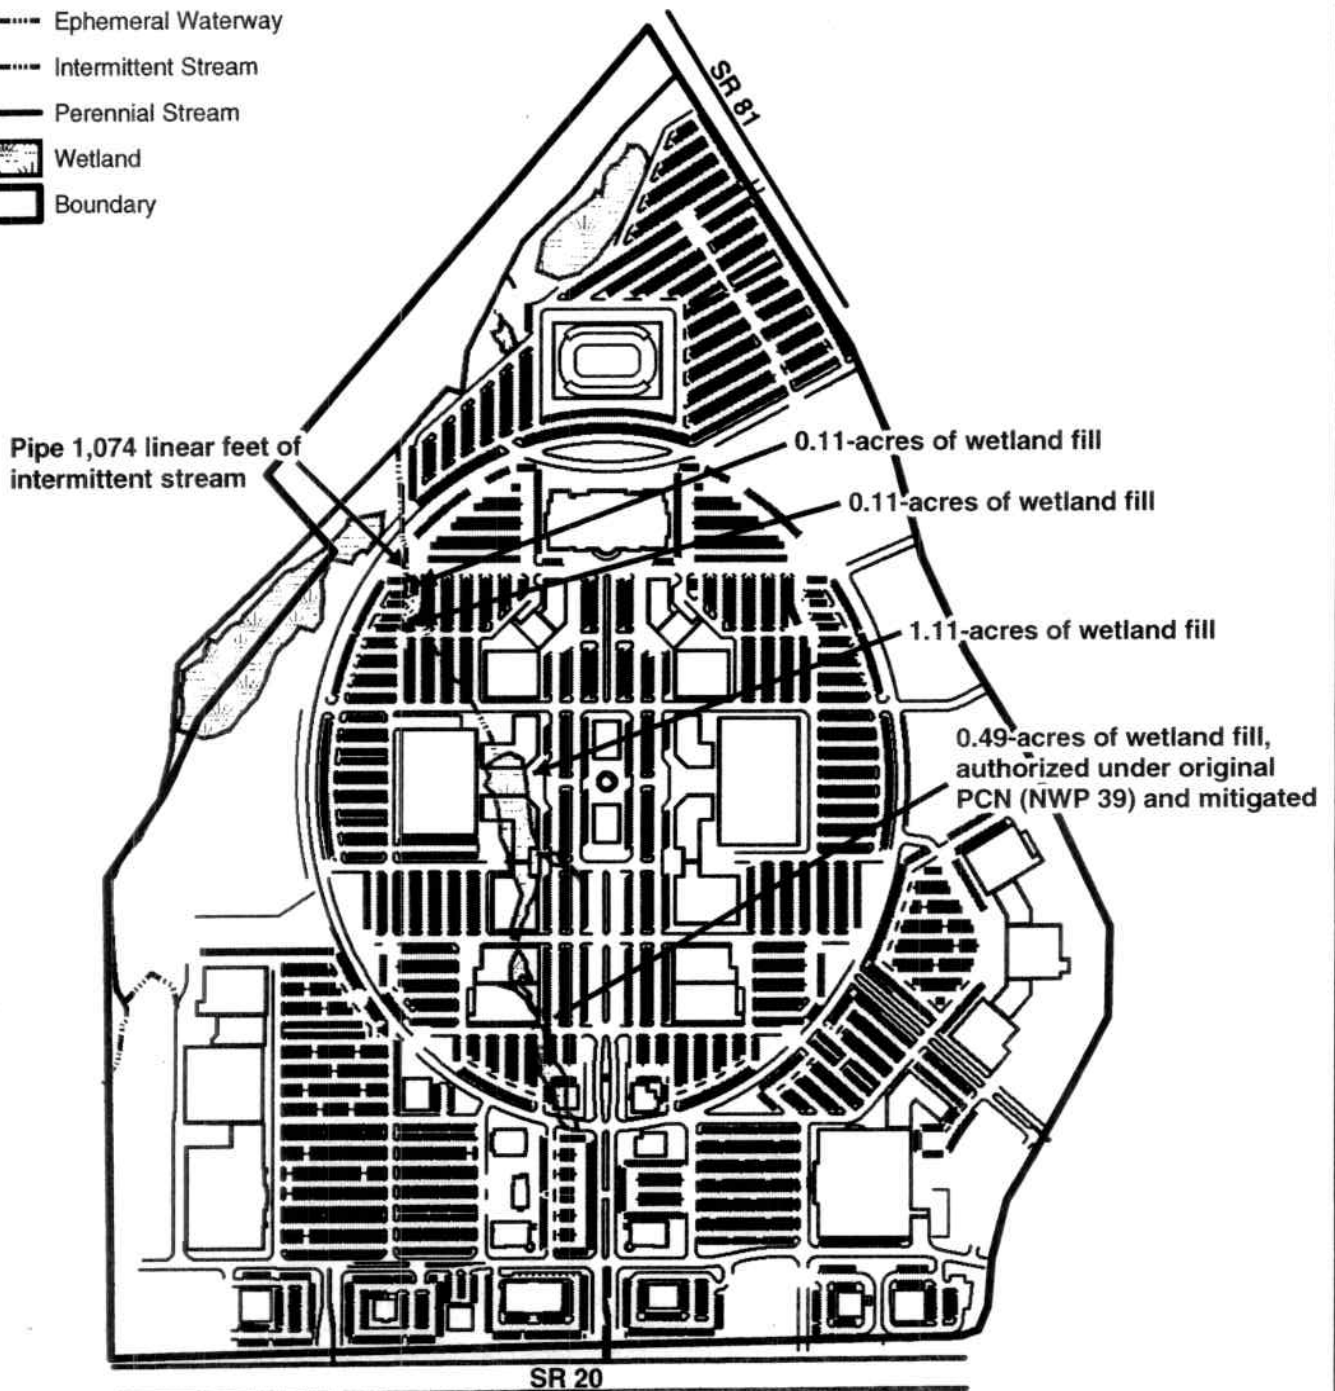 Ephemeral Waterway
Intermittent Stream
Perennial Stream
Wetland
Boundary
SR 81
Pipe 1,074 linear feet of
intermittent stream
0.11-acres of wetland fill
0.11-acres of wetland fill
1.11-acres of wetland fill
0.49-acres of wetland fill,
authorized under original
PCN (NWP 39) and mitigated
SR 20